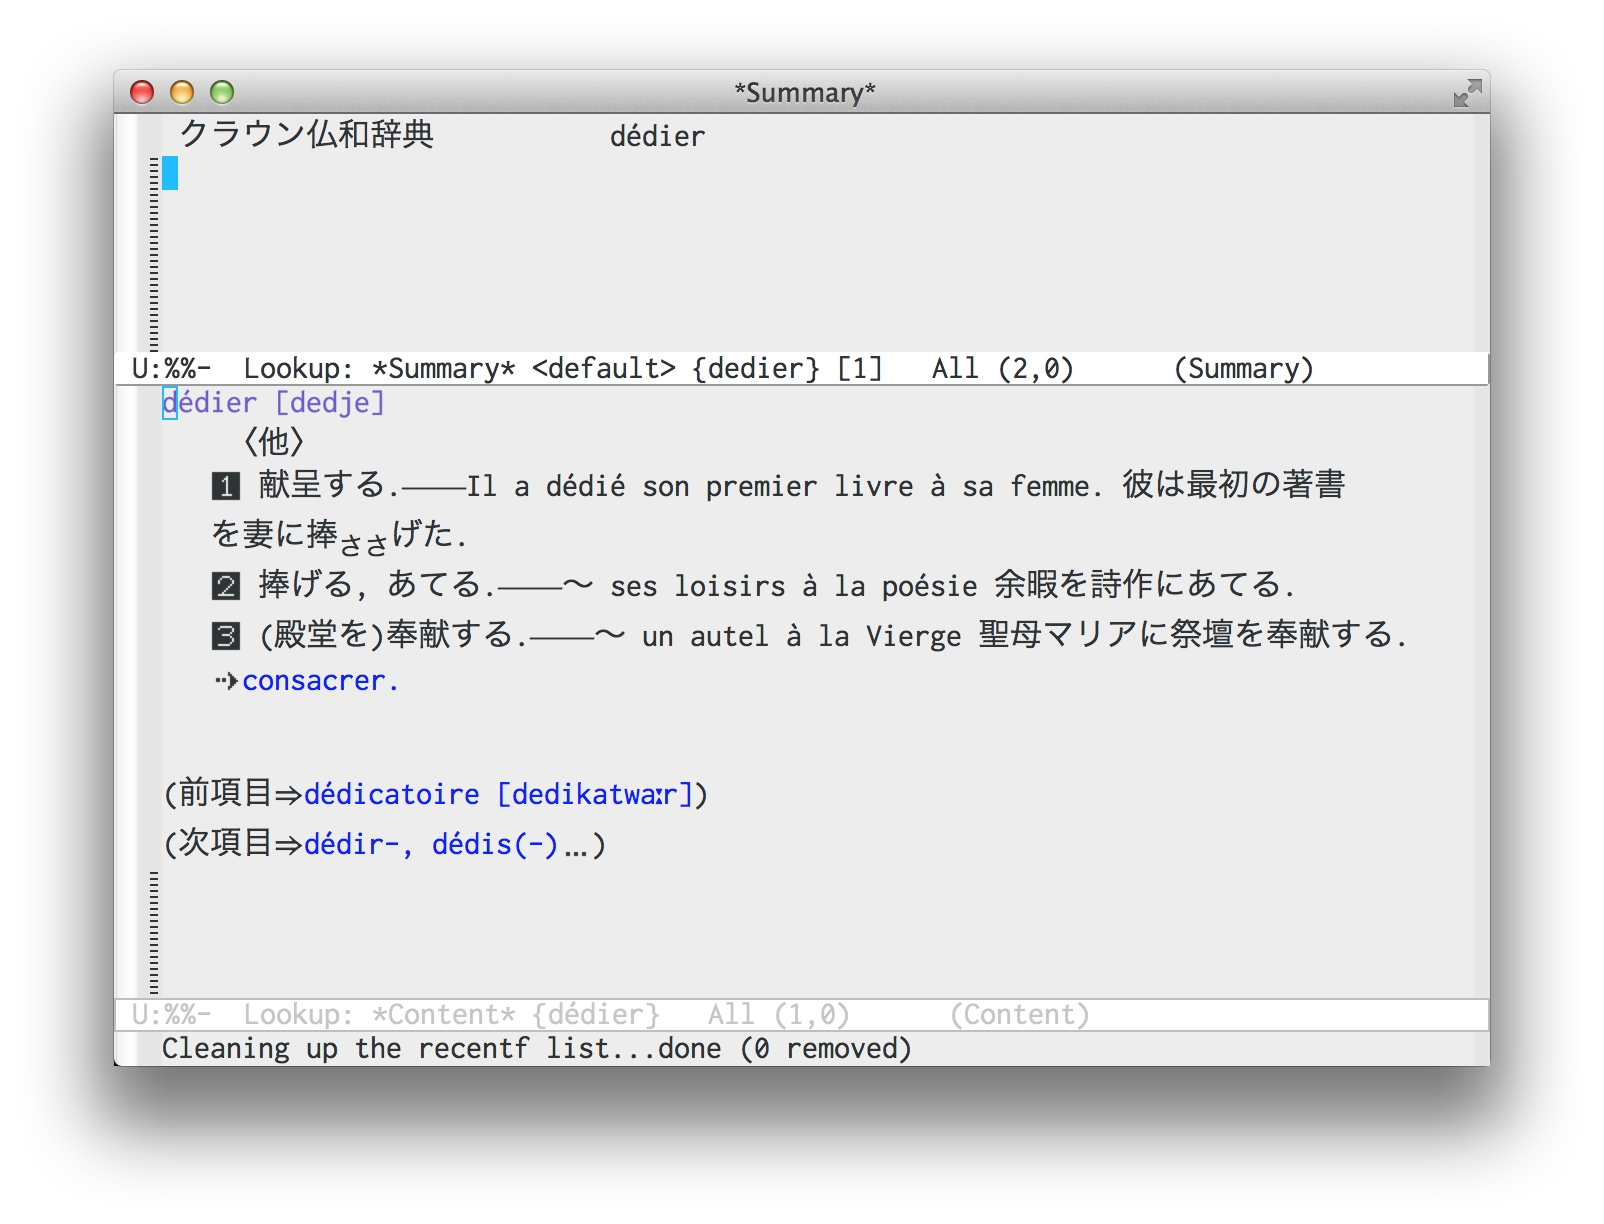 *Summary*
クラウン仏和辞典 dédier
U:%%- Lookup: *Summary* <default> {dedier} [1] All (2,0) (Summary)
dédier [dedje]
〈他〉
1 献呈する.――Il a dédié son premier livre à sa femme. 彼は最初の著書
を妻に捧ささげた.
2 捧げる, あてる.――～ ses loisirs à la poésie 余暇を詩作にあてる.
3 (殿堂を)奉献する.――～ un autel à la Vierge 聖母マリアに祭壇を奉献する.
⇢consacrer.
(前項目⇒dédicatoire [dedikatwaːr])
(次項目⇒dédir-, dédis(-)…)
U:%%- Lookup: *Content* {dédier} All (1,0) (Content)
Cleaning up the recentf list...done (0 removed)